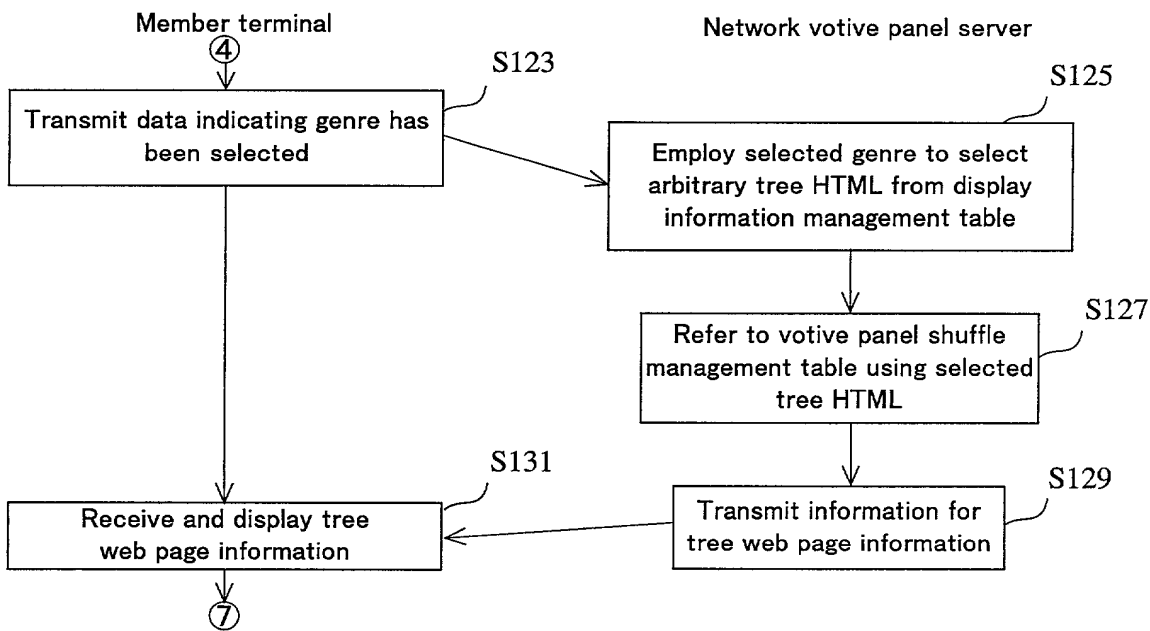 Member terminal
Network votive panel server
④
S123
Transmit data indicating genre has
been selected
S125
Employ selected genre to select
arbitrary tree HTML from display
information management table
S127
Refer to votive panel shuffle
management table using selected
tree HTML
S129
Transmit information for
tree web page information
S131
Receive and display tree
web page information
⑦